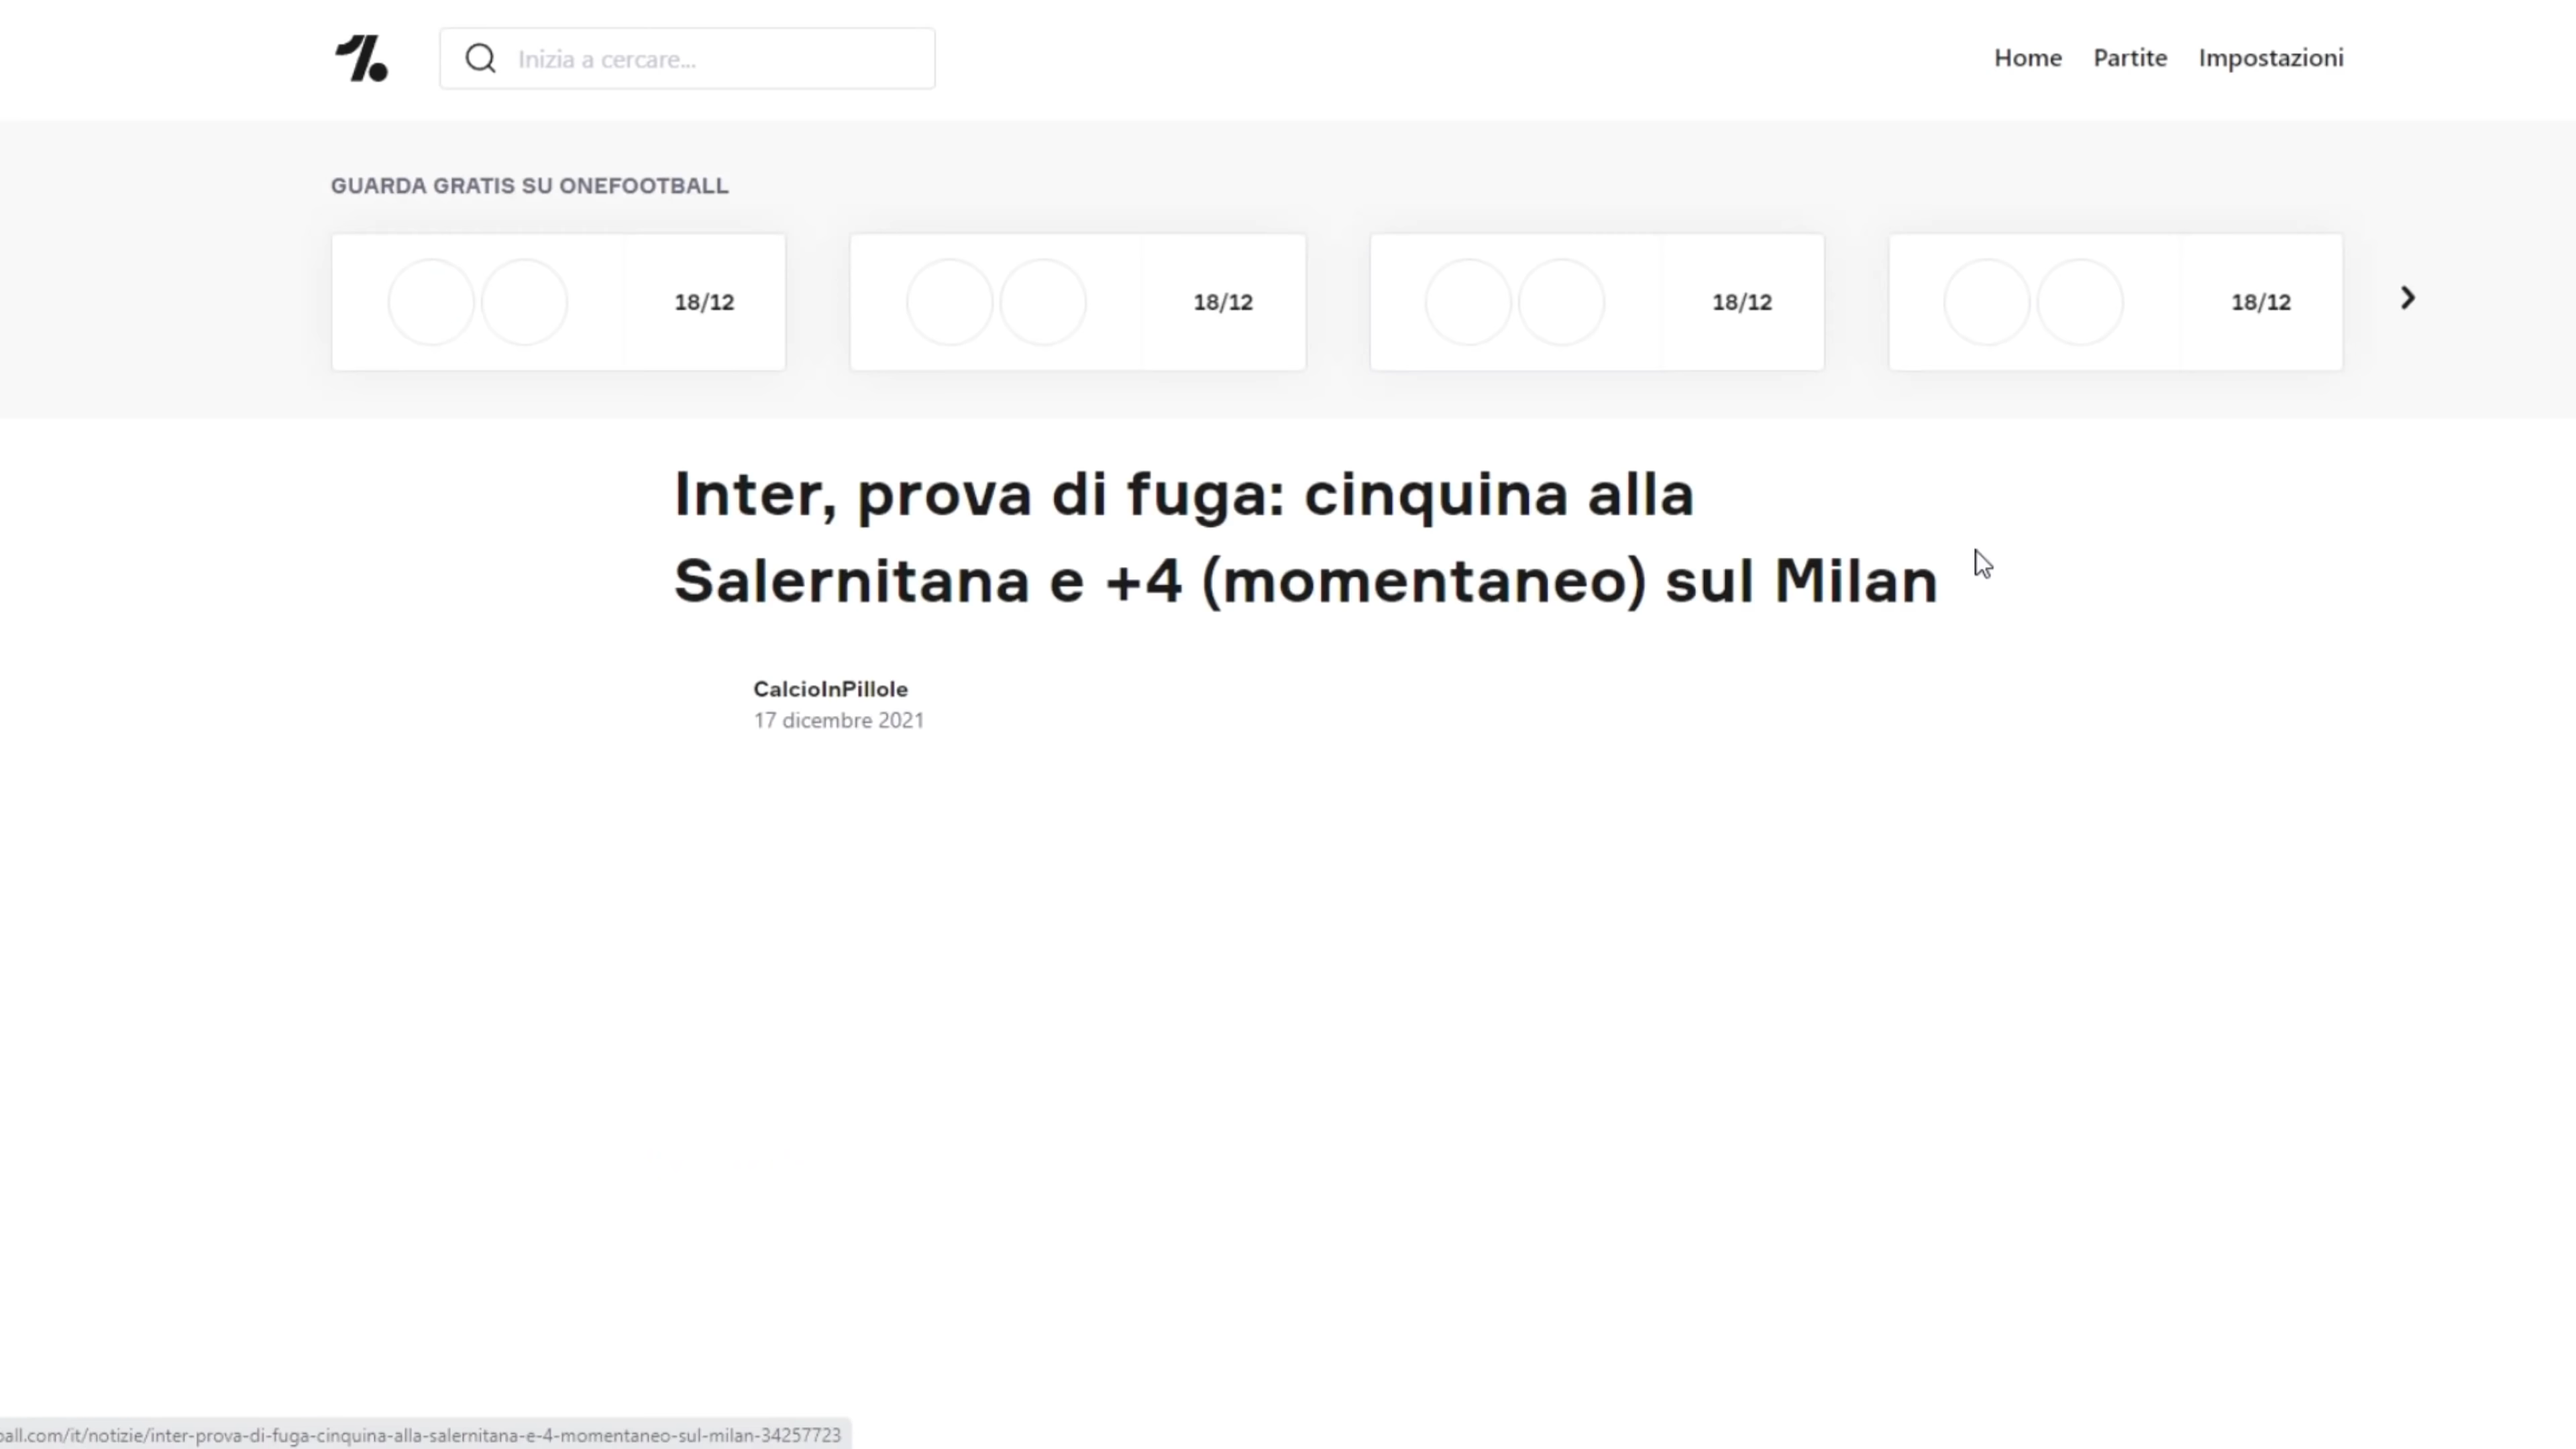 Inizia a cercare...
Home Partite Impostazioni
GUARDA GRATIS SU ONEFOOTBALL
18/12 18/12 18/12 18/12
Inter, prova di fuga: cinquina alla
Salernitana e +4 (momentaneo) sul Milan
CalcioInPillole
17 dicembre 2021
ball.com/it/notizie/inter-prova-di-fuga-cinquina-alla-salernitana-e-4-momentaneo-sul-milan-34257723